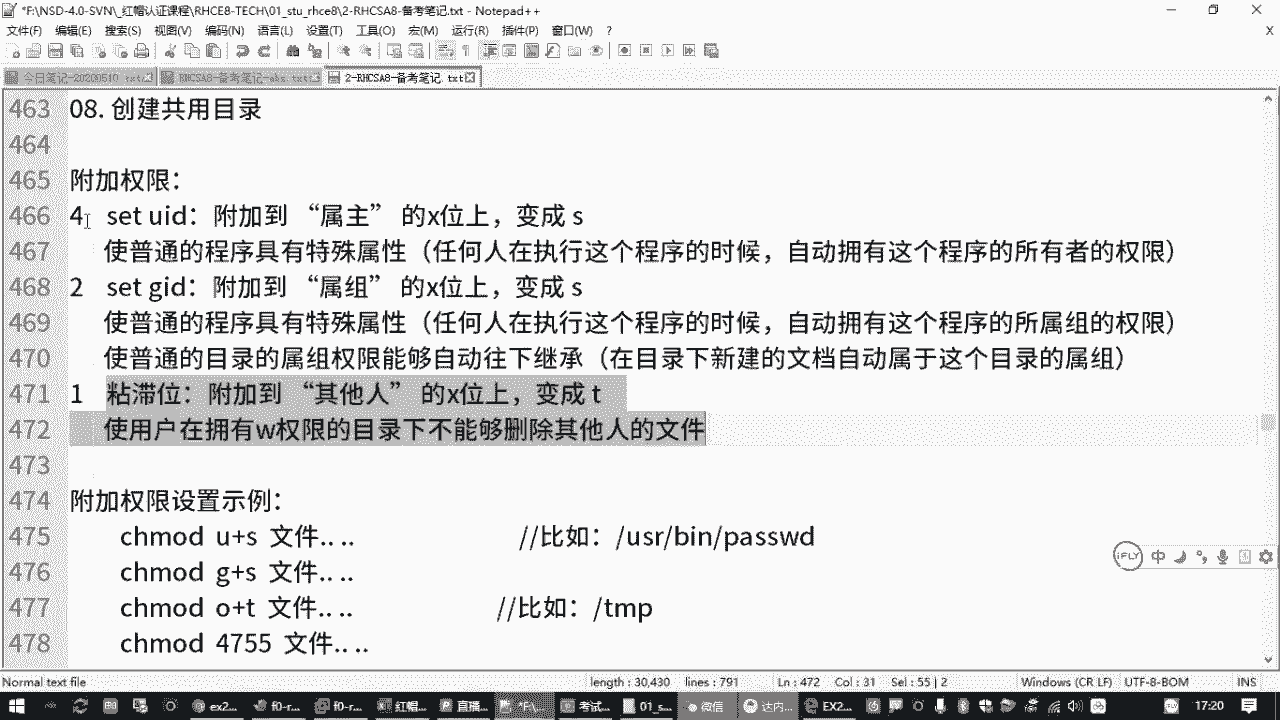 *F:\NSD-4.0-SVN\_红帽认证课程\RHCE8-TECH\01_stu_rhce8\2-RHCSA8-备考笔记.txt - Notepad++
文件(F) 编辑(E) 搜索(S) 视图(V) 编码(N) 语言(L) 设置(T) 工具(O) 宏(M) 运行(R) 插件(P) 窗口(W) ? X
2-RHCSA8-备考笔记.txt
463 08. 创建共用目录
464
465 附加权限：
466 4 set uid：附加到 “属主” 的x位上，变成 s
467 使普通的程序具有特殊属性（任何人在执行这个程序的时候，自动拥有这个程序的所有者的权限）
468 2 set gid：附加到 “属组” 的x位上，变成 s
469 使普通的程序具有特殊属性（任何人在执行这个程序的时候，自动拥有这个程序的所属组的权限）
470 使普通的目录的属组权限能够自动往下继承（在目录下新建的文档自动属于这个目录的属组）
471 1 粘滞位：附加到 “其他人” 的x位上，变成 t
472 使用户在拥有w权限的目录下不能够删除其他人的文件
473
474 附加权限设置示例：
475 chmod u+s 文件.. .. //比如：/usr/bin/passwd
476 chmod g+s 文件.. ..
477 chmod o+t 文件.. .. //比如：/tmp
478 chmod 4755 文件.. ..
iFLY 中
Normal text file length : 30,430 lines : 791 Ln : 472 Col : 31 Sel : 55 | 2 Windows (CR LF) UTF-8-BOM INS
ex2... f0-r... f0-r... 红帽... 直播... *F:\... 考试... 01_s... 微信 达内... EX2... 17:20